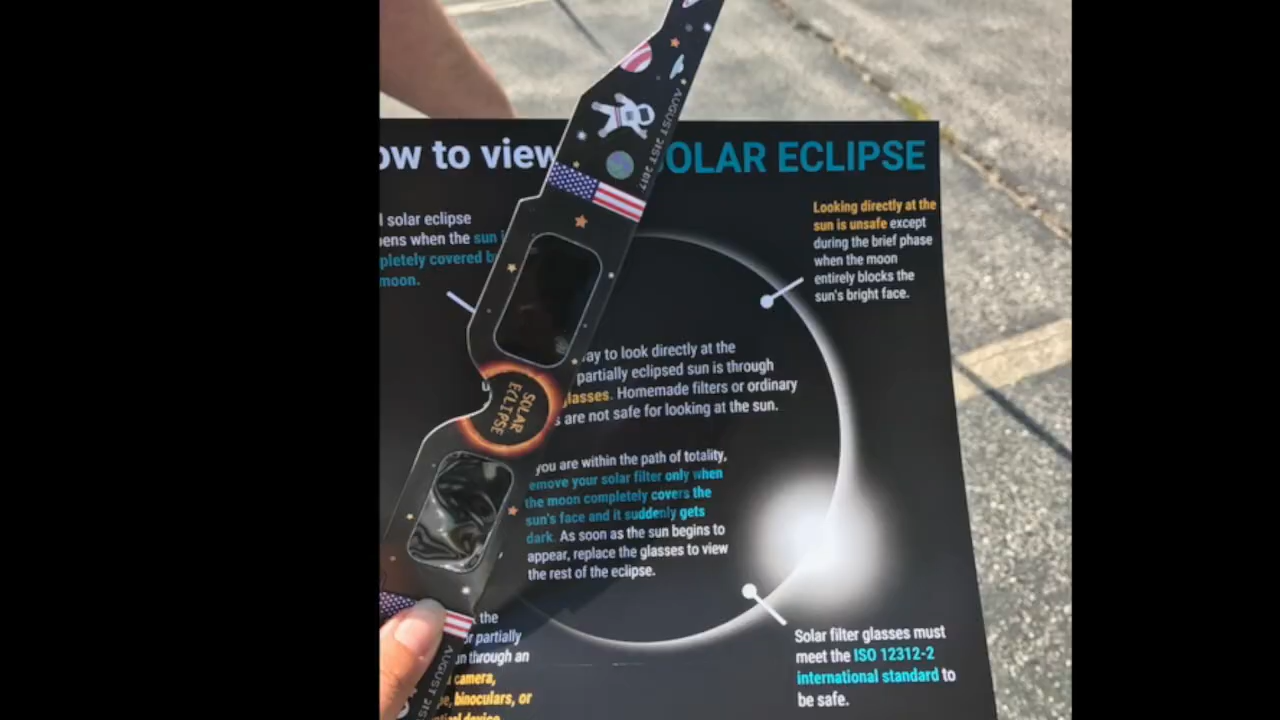 ow to view OLAR ECLIPSE
AUGUST 21ST 2017
l solar eclipse
pens when the sun i
pletely covered b
moon.
Looking directly at the
sun is unsafe except
during the brief phase
when the moon
entirely blocks the
sun's bright face.
ay to look directly at the
partially eclipsed sun is through
glasses. Homemade filters or ordinary
s are not safe for looking at the sun.
SOLAR
ECLIPSE
you are within the path of totality,
emove your solar filter only when
the moon completely covers the
sun's face and it suddenly gets
dark. As soon as the sun begins to
appear, replace the glasses to view
the rest of the eclipse.
the
or partially
un through an
camera,
binoculars, or
device
AUGUST 21ST
Solar filter glasses must
meet the ISO 12312-2
international standard to
be safe.